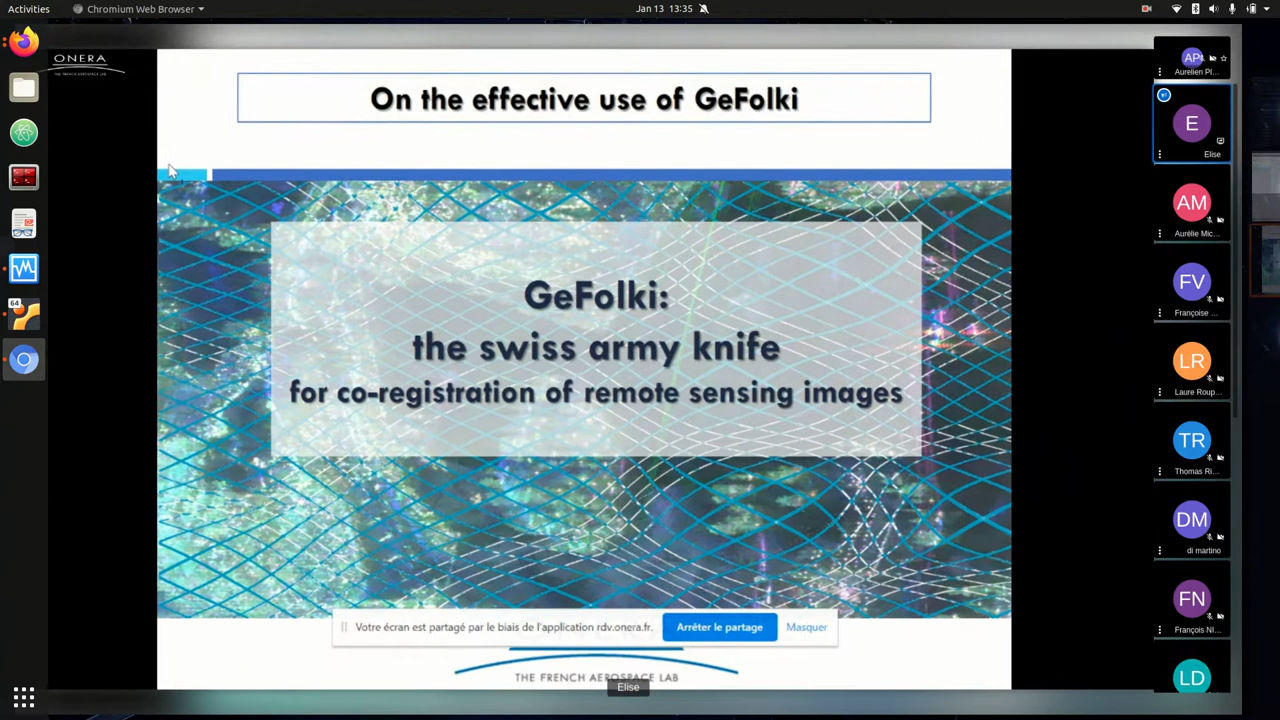 Activities
Chromium Web Browser
Jan 13 13:35
ONERA
THE FRENCH AEROSPACE LAB
On the effective use of GeFolki
GeFolki:
the swiss army knife
for co-registration of remote sensing images
Votre écran est partagé par le biais de l'application rdv.onera.fr.
Arrêter le partage
Masquer
THE FRENCH AEROSPACE LAB
Elise
64
AP
Aurelien Pl...
E
Elise
AM
Aurélie Mic...
FV
Françoise ...
LR
Laure Roup...
TR
Thomas Ri...
DM
di martino
FN
François NI...
LD